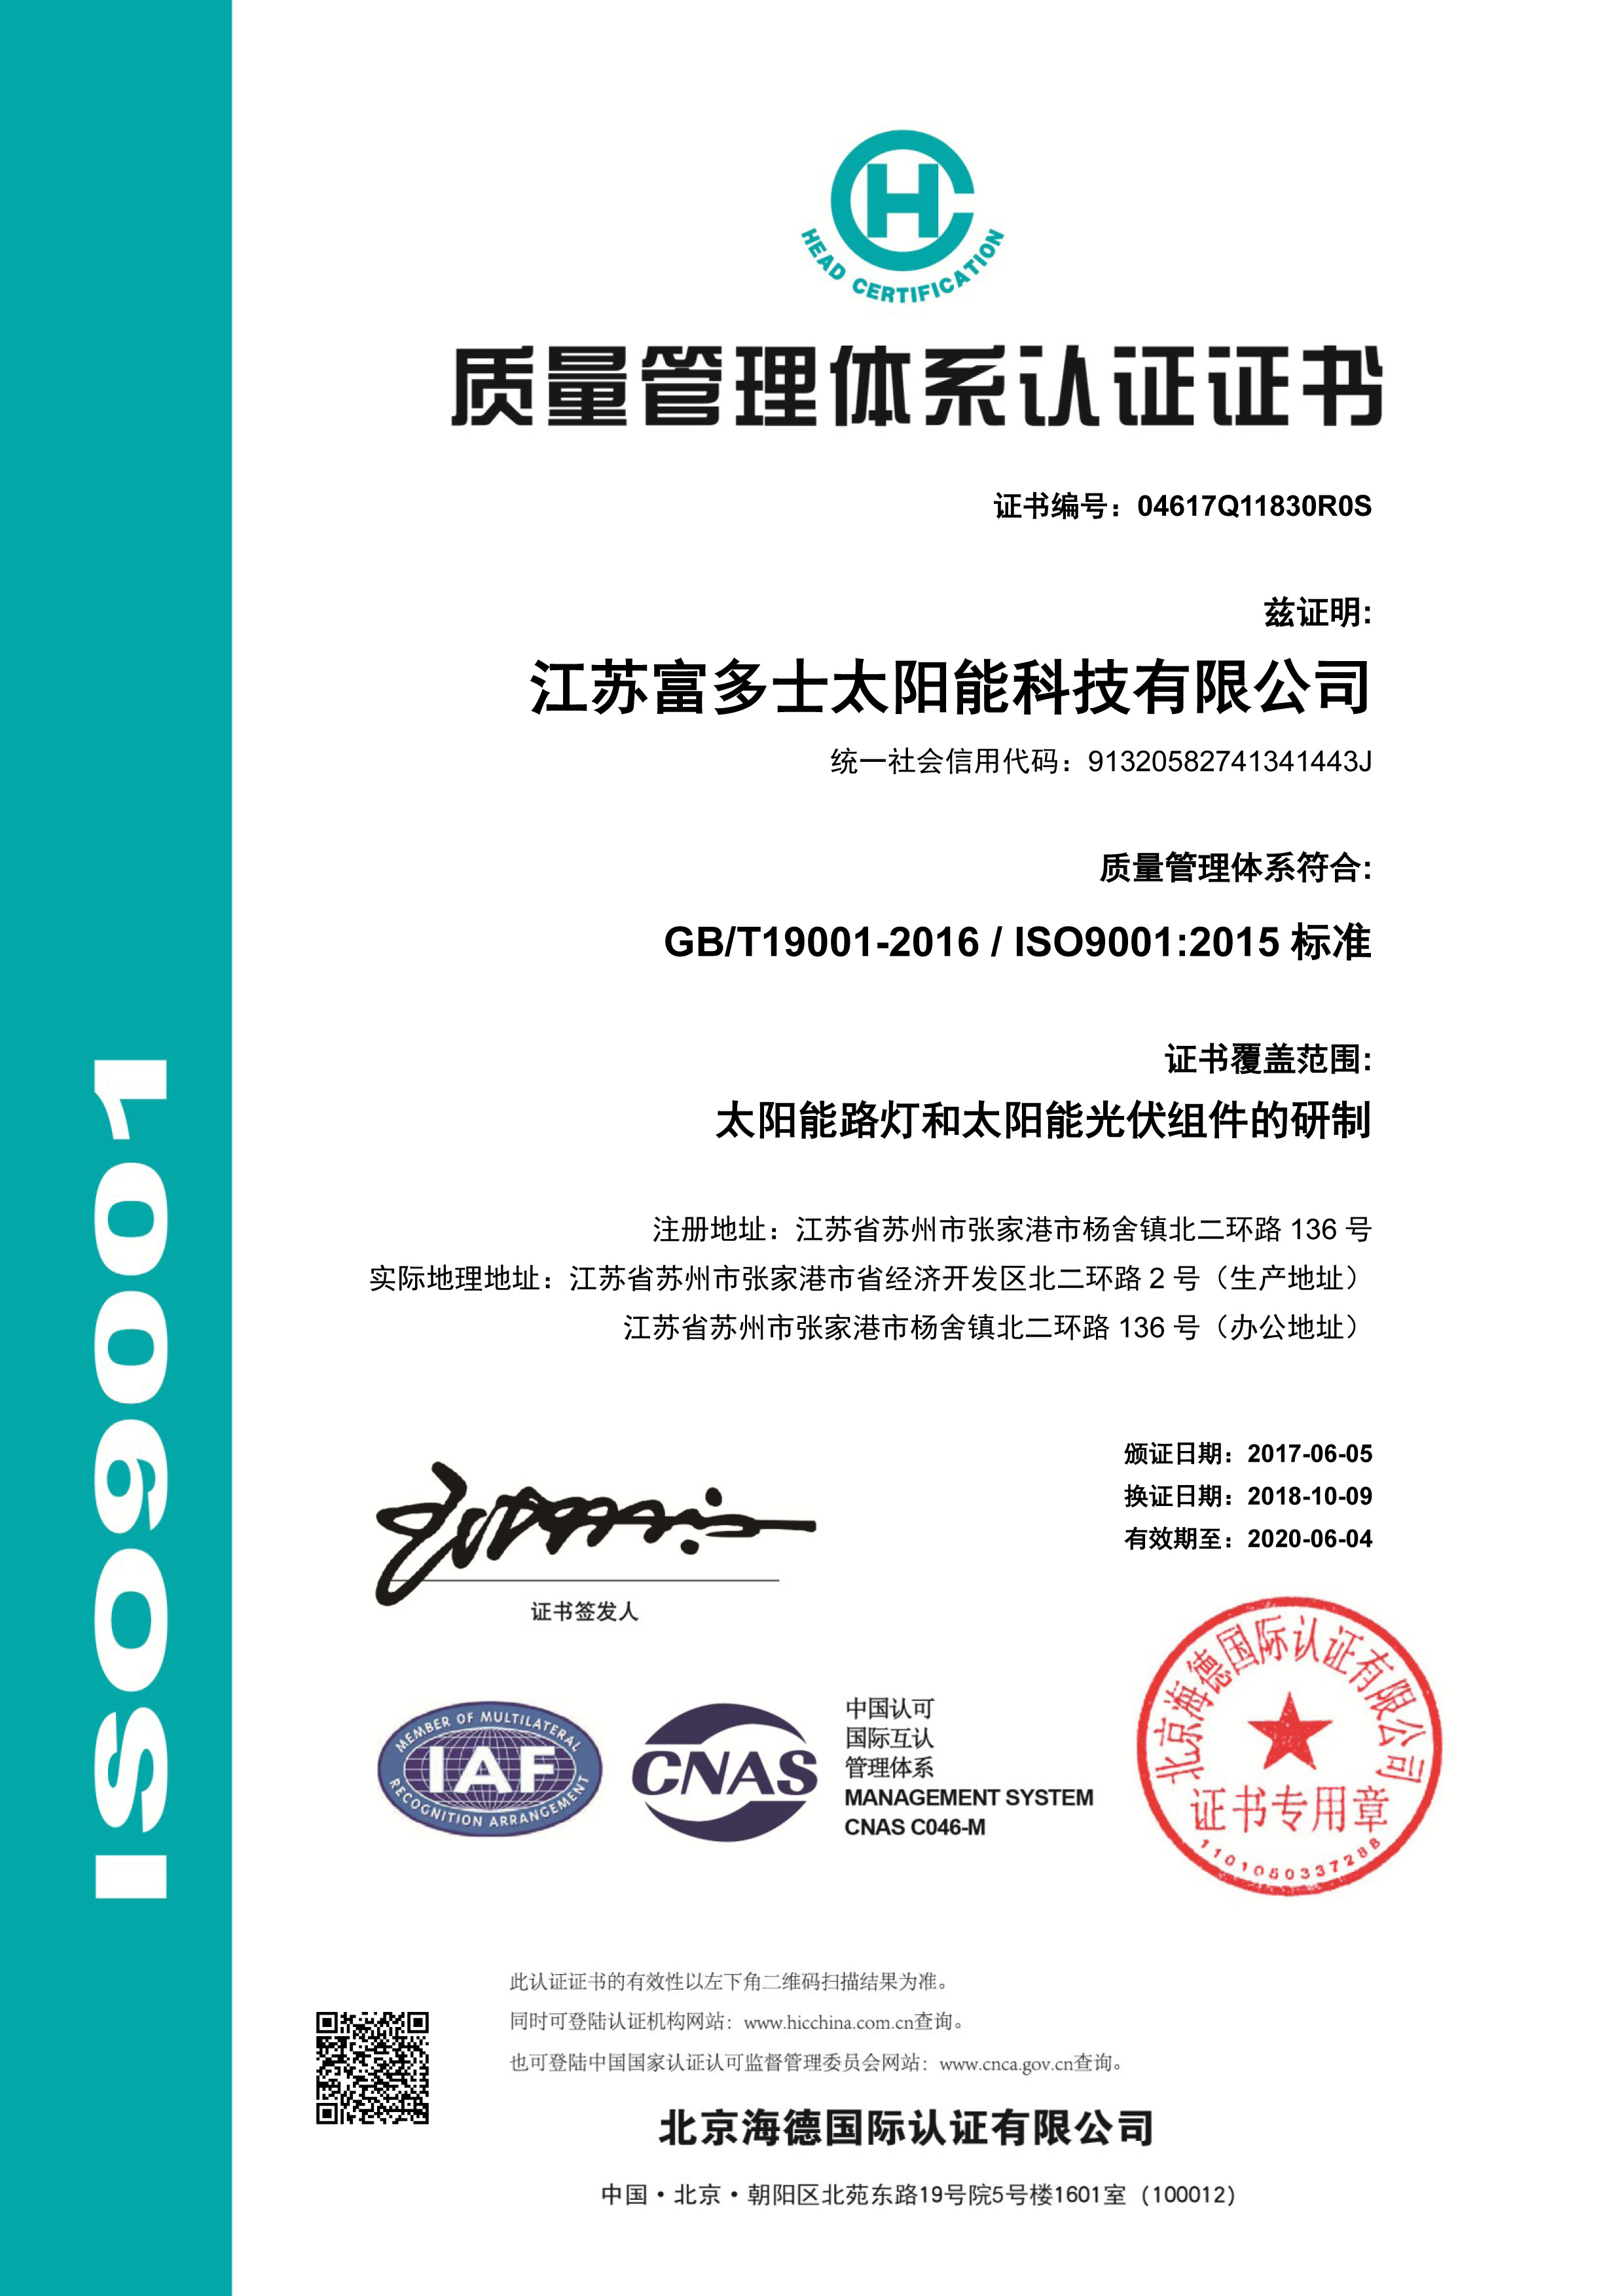 HEAD CERTIFICATION
质量管理体系认证证书
证书编号：04617Q11830R0S
兹证明:
江苏富多士太阳能科技有限公司
统一社会信用代码：91320582741341443J
质量管理体系符合:
GB/T19001-2016 / ISO9001:2015 标准
证书覆盖范围:
太阳能路灯和太阳能光伏组件的研制
注册地址：江苏省苏州市张家港市杨舍镇北二环路 136 号
实际地理地址：江苏省苏州市张家港市省经济开发区北二环路 2 号（生产地址）
江苏省苏州市张家港市杨舍镇北二环路 136 号（办公地址）
颁证日期：2017-06-05
换证日期：2018-10-09
有效期至：2020-06-04
证书签发人
ISO9001
MEMBER OF MULTILATERAL
IAF
RECOGNITION ARRANGEMENT
CNAS
中国认可
国际互认
管理体系
MANAGEMENT SYSTEM
CNAS C046-M
北京海德国际认证有限公司
证书专用章
1101050337288
此认证证书的有效性以左下角二维码扫描结果为准。
同时可登陆认证机构网站：www.hicchina.com.cn查询。
也可登陆中国国家认证认可监督管理委员会网站：www.cnca.gov.cn查询。
北京海德国际认证有限公司
中国·北京·朝阳区北苑东路19号院5号楼1601室（100012）